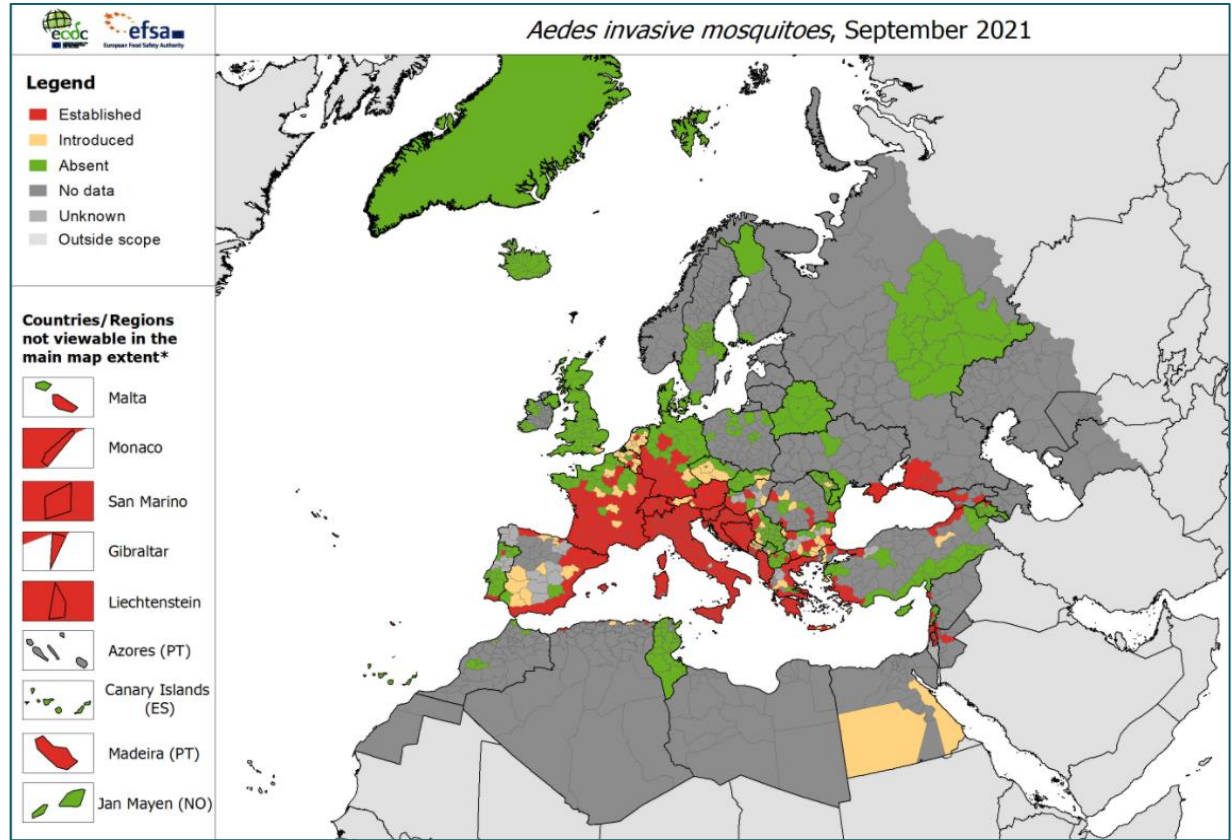 ecdc
efsa
European Food Safety Authority
Aedes invasive mosquitoes, September 2021
Legend
Established
Introduced
Absent
No data
Unknown
Outside scope
Countries/Regions
not viewable in the
main map extent*
Malta
Monaco
San Marino
Gibraltar
Liechtenstein
Azores (PT)
Canary Islands
(ES)
Madeira (PT)
Jan Mayen (NO)